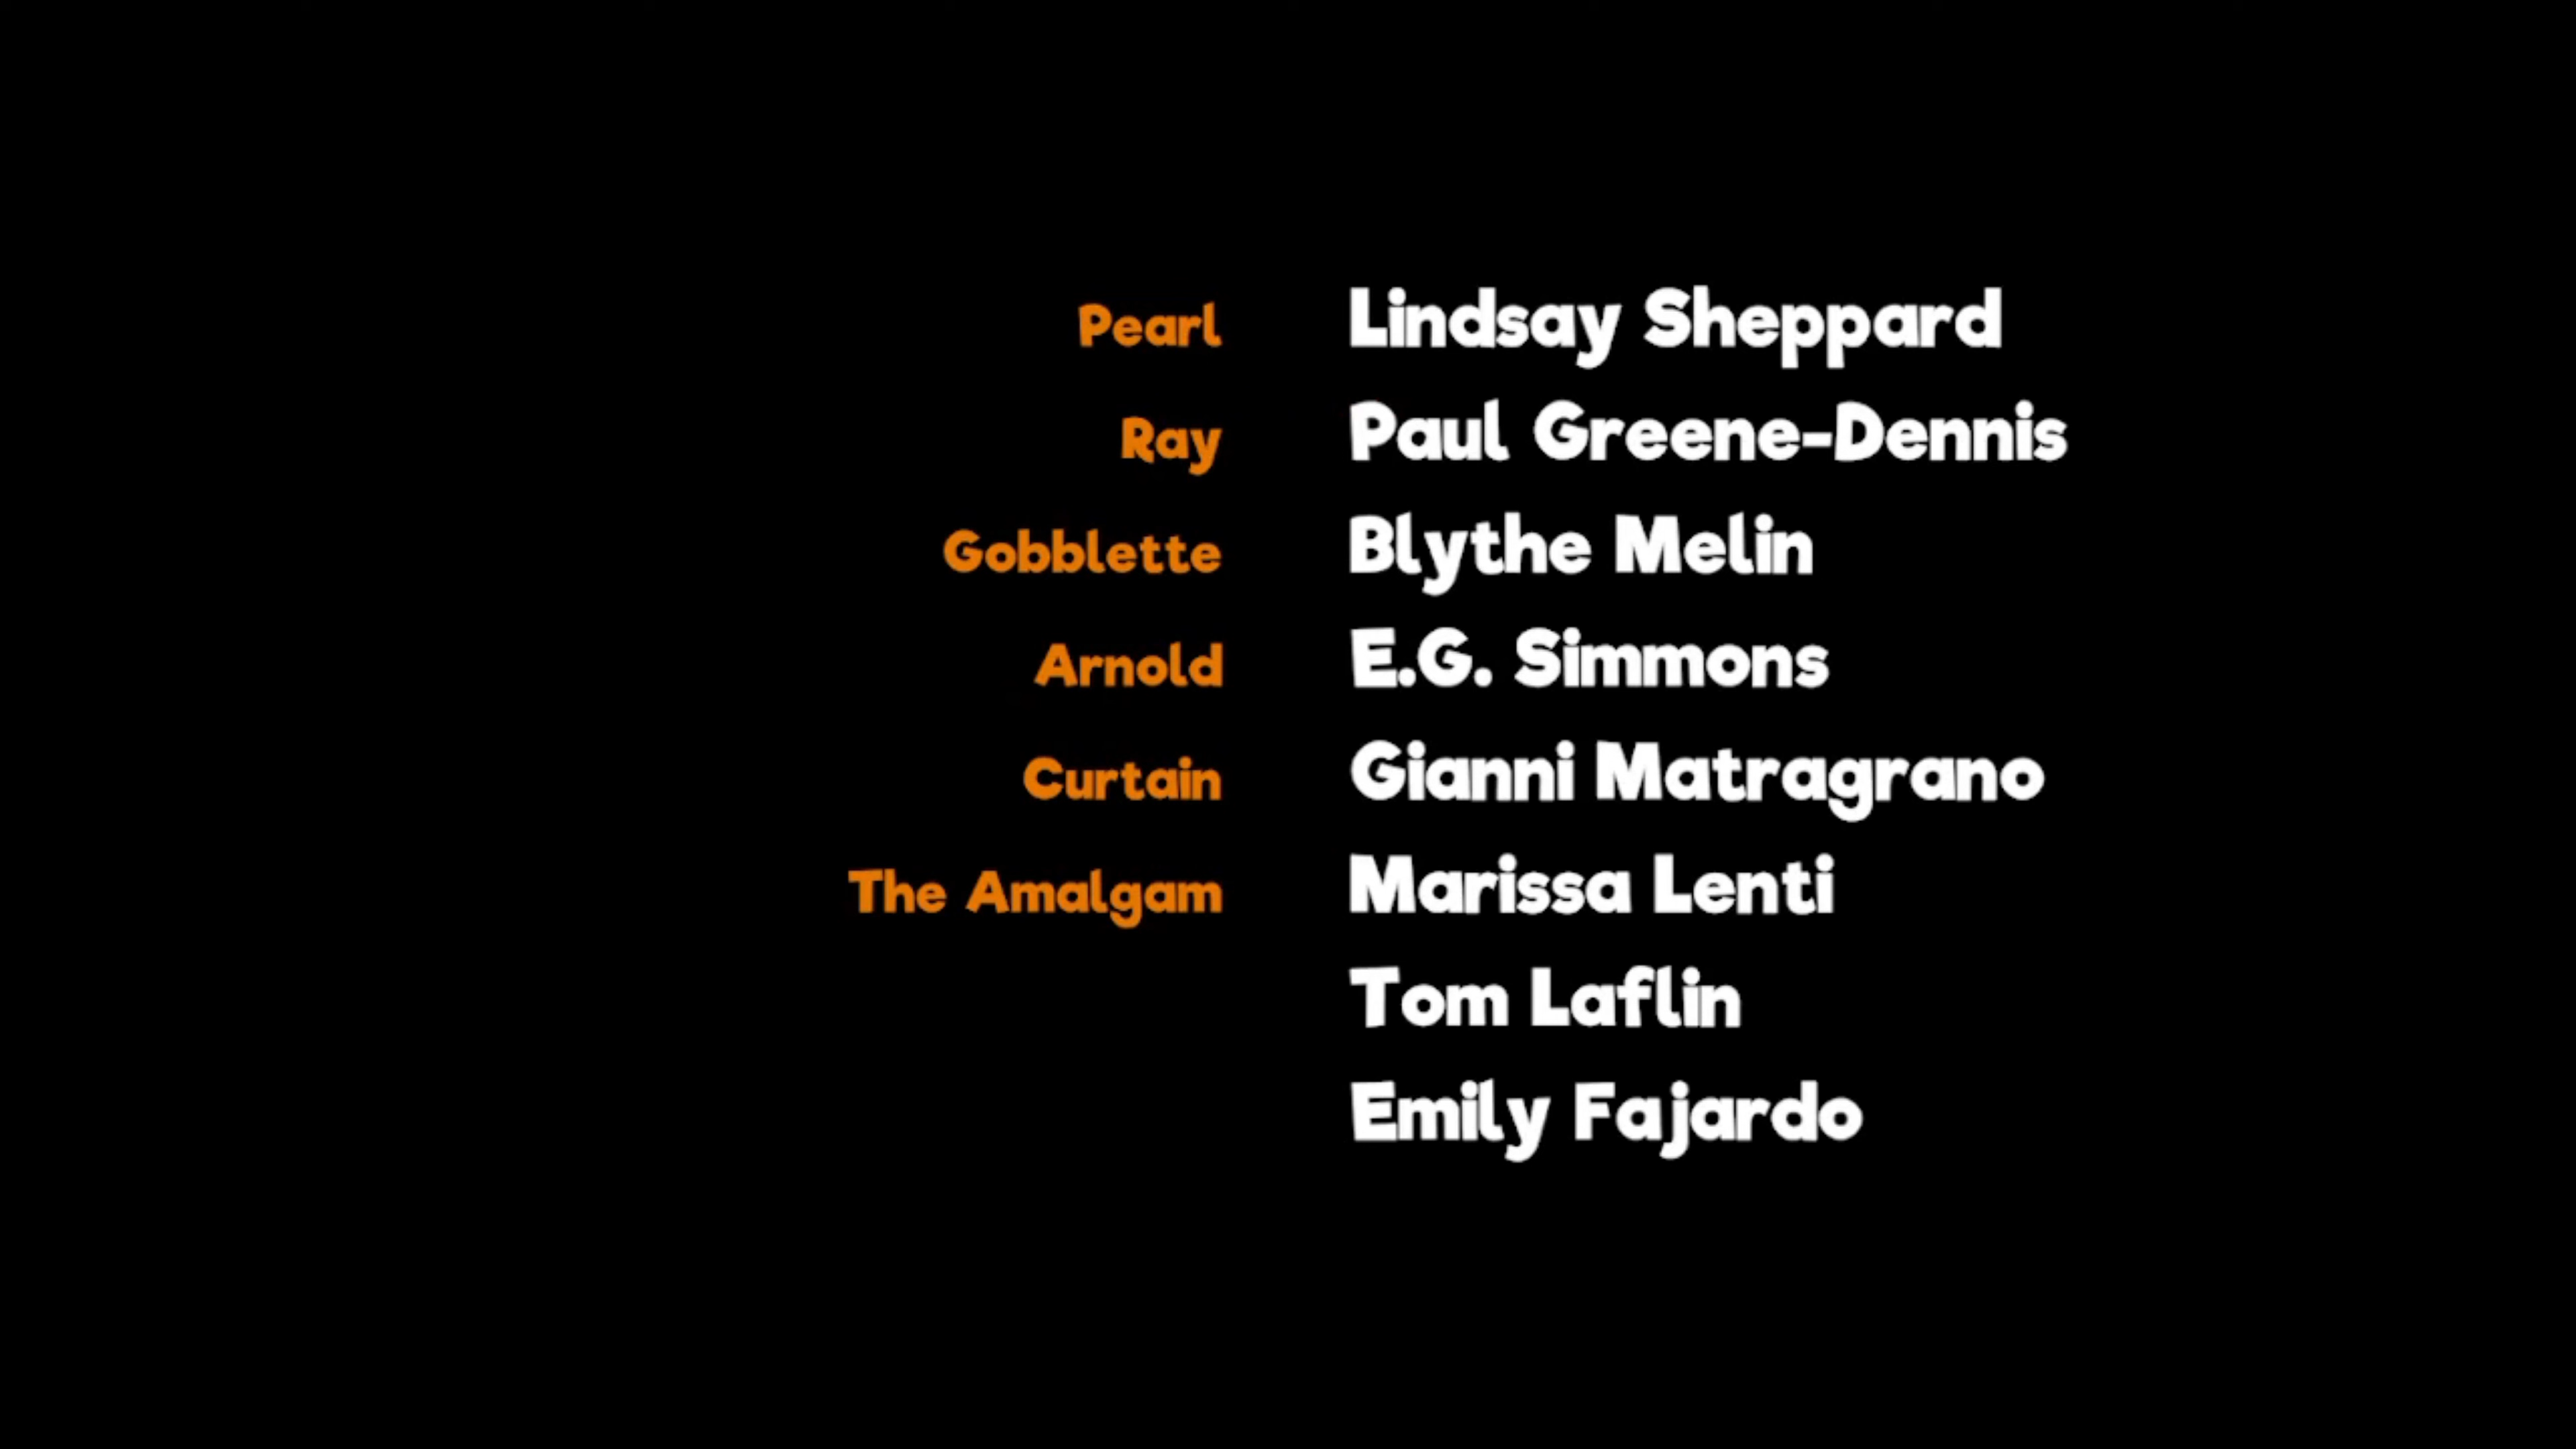 Pearl Lindsay Sheppard
Ray Paul Greene-Dennis
Gobblette Blythe Melin
Arnold E.G. Simmons
Curtain Gianni Matragrano
The Amalgam Marissa Lenti
Tom Laflin
Emily Fajardo